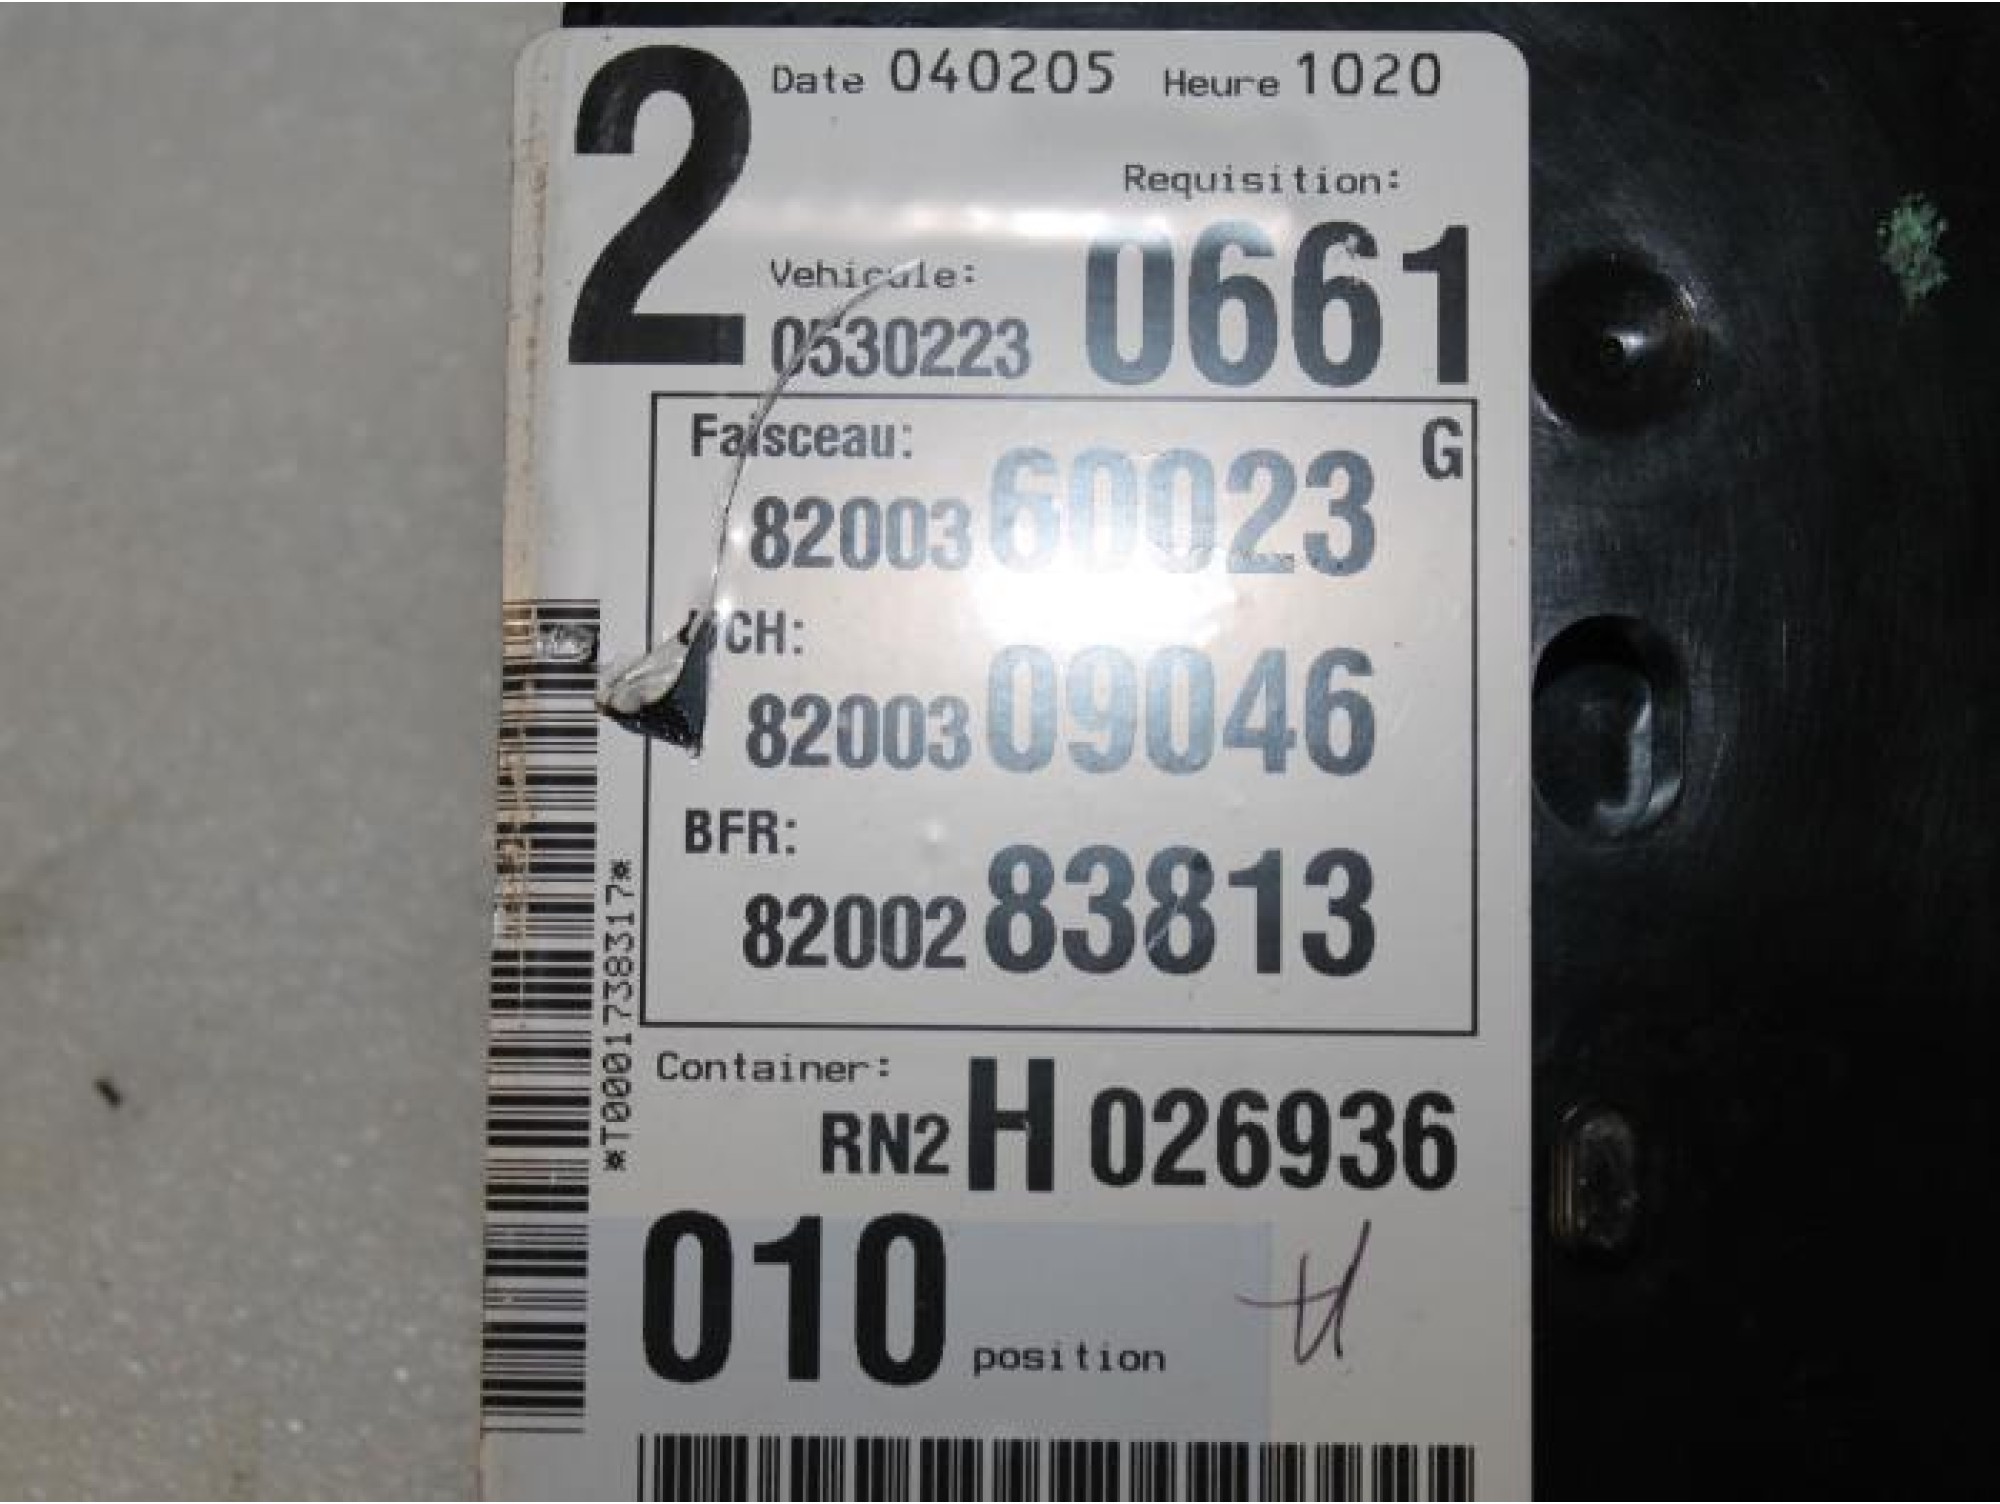 2
Date 040205 Heure 1020
Requisition:
0661
Vehicule:
0530223
Faisceau: G
8200360023
UCH:
8200309046
BFR:
8200283813
*T0001738317*
Container:
RN2 H 026936
010 position